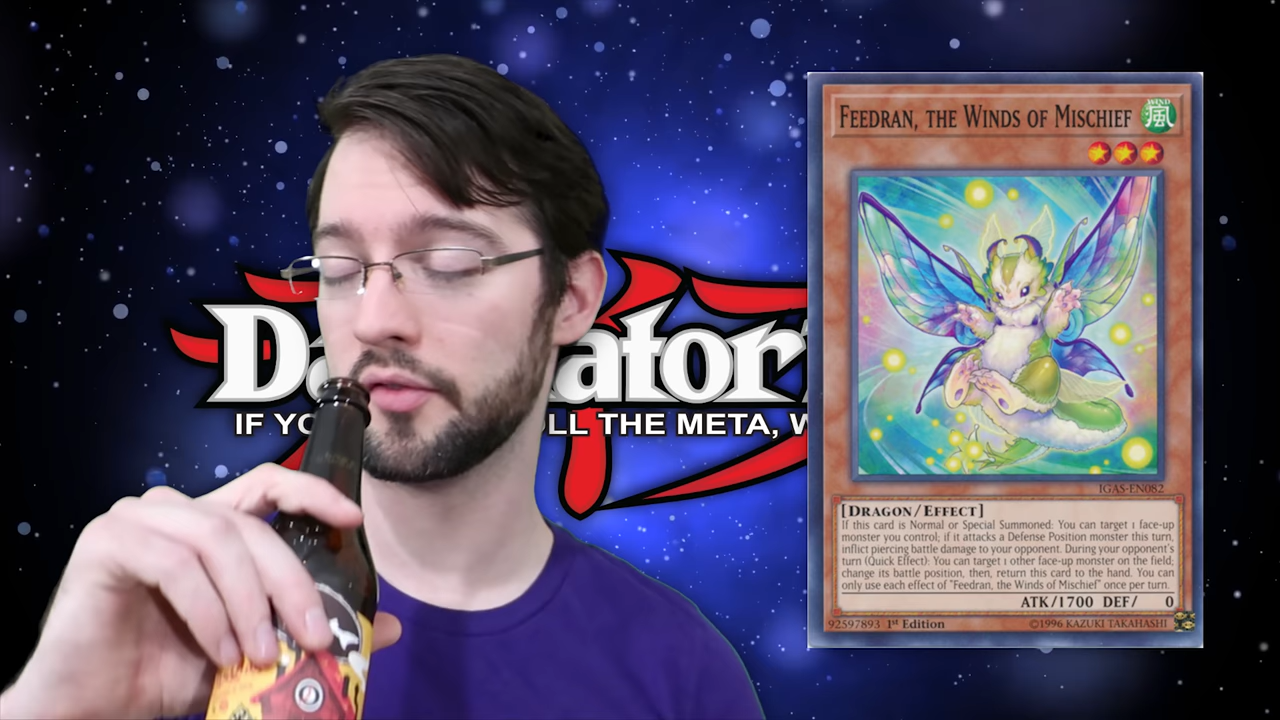 FEEDRAN, THE WINDS OF MISCHIEF
WIND
風
Da ator
IF YO LL THE META, W
IGAS-EN082
[DRAGON/EFFECT]
If this card is Normal or Special Summoned: You can target 1 face-up
monster you control; if it attacks a Defense Position monster this turn,
inflict piercing battle damage to your opponent. During your opponent's
turn (Quick Effect): You can target 1 other face-up monster on the field;
change its battle position, then, return this card to the hand. You can
only use each effect of "Feedran, the Winds of Mischief" once per turn.
ATK/1700 DEF/ 0
92597893 1st Edition ©1996 KAZUKI TAKAHASHI